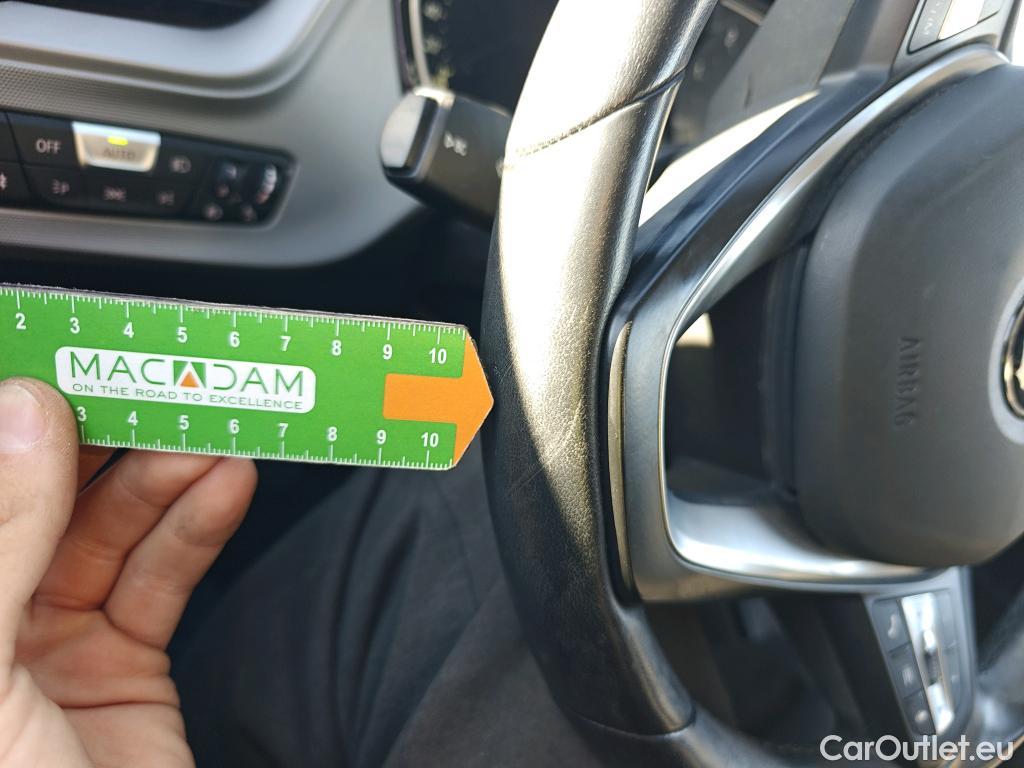 OFF
AUTO
2 3 4 5 6 7 8 9 10
MACADAM
ON THE ROAD TO EXCELLENCE
3 4 5 6 7 8 9 10
AIRBAG
CarOutlet.eu